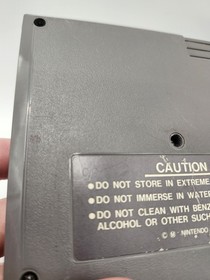 CAUTION
● DO NOT STORE IN EXTREME
● DO NOT IMMERSE IN WATER
● DO NOT CLEAN WITH BENZ
ALCOHOL OR OTHER SUCH
© M NINTENDO